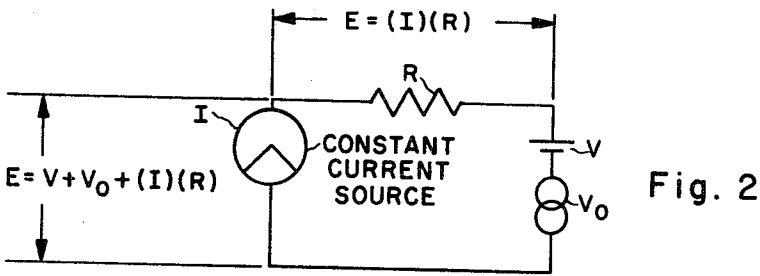 E=(I)(R)
R
I
CONSTANT
CURRENT
SOURCE
V
E=V+V₀+(I)(R)
V₀
Fig. 2